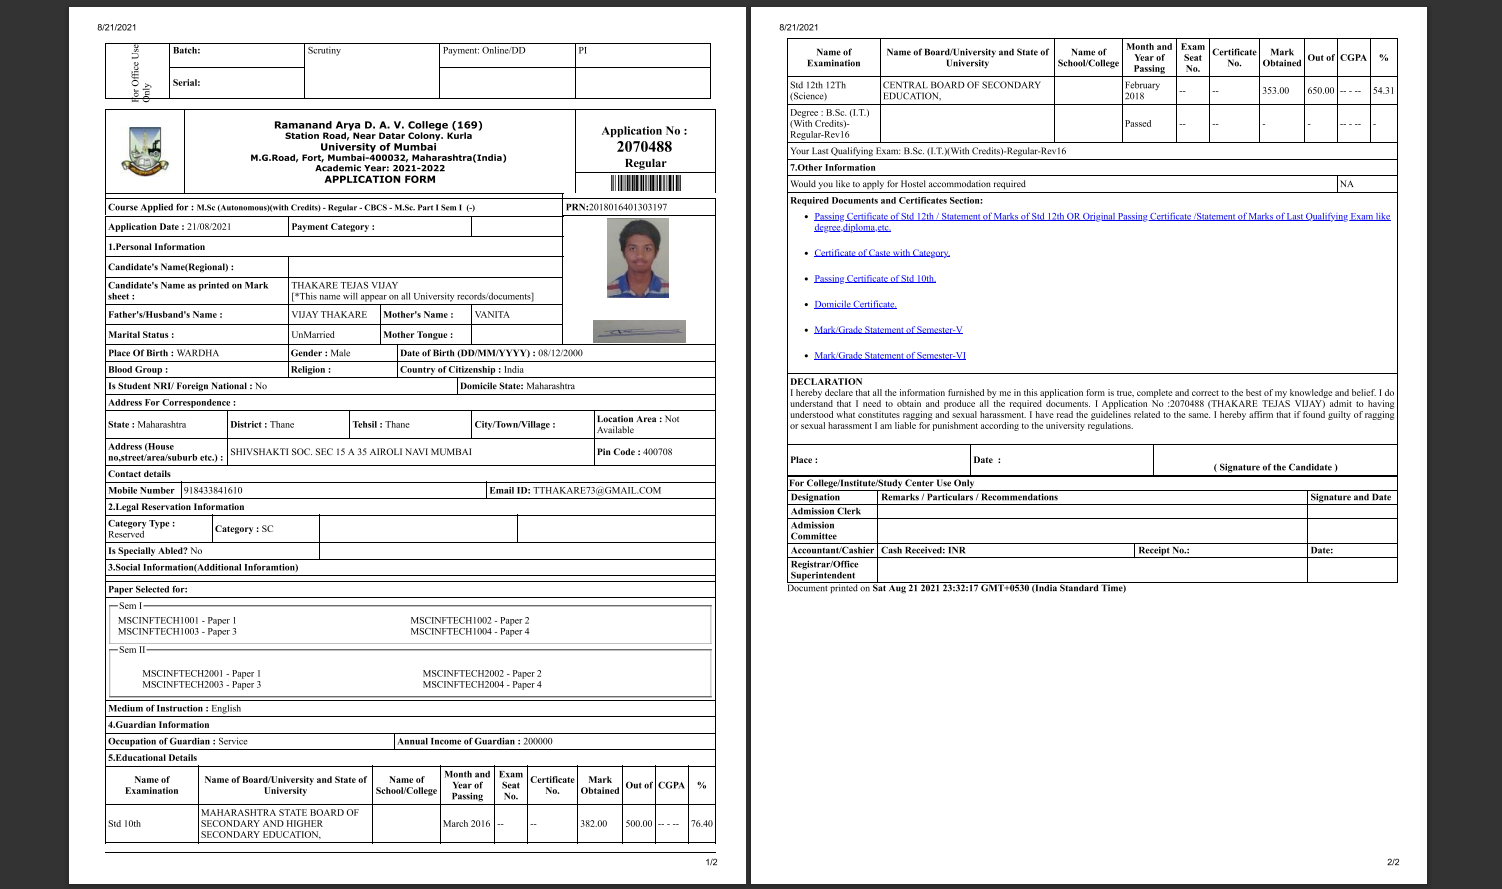 8/21/2021
For Office Use Only
Batch:
Scrutiny
Payment: Online/DD
PI
Serial:
Ramanand Arya D. A. V. College (169)
Station Road, Near Datar Colony. Kurla
University of Mumbai
M.G.Road, Fort, Mumbai-400032, Maharashtra(India)
Academic Year: 2021-2022
APPLICATION FORM
Application No :
2070488
Regular
Course Applied for : M.Sc (Autonomous)(with Credits) - Regular - CBCS - M.Sc. Part I Sem I (-)
PRN:2018016401303197
Application Date : 21/08/2021
Payment Category :
1.Personal Information
Candidate's Name(Regional) :
Candidate's Name as printed on Mark sheet :
THAKARE TEJAS VIJAY
[*This name will appear on all University records/documents]
Father's/Husband's Name :
VIJAY THAKARE
Mother's Name :
VANITA
Marital Status :
UnMarried
Mother Tongue :
Place Of Birth : WARDHA
Gender : Male
Date of Birth (DD/MM/YYYY) : 08/12/2000
Blood Group :
Religion :
Country of Citizenship : India
Is Student NRI/ Foreign National : No
Domicile State: Maharashtra
Address For Correspondence :
State : Maharashtra
District : Thane
Tehsil : Thane
City/Town/Village :
Location Area : Not Available
Address (House no,street/area/suburb etc.) :
SHIVSHAKTI SOC. SEC 15 A 35 AIROLI NAVI MUMBAI
Pin Code : 400708
Contact details
Mobile Number
918433841610
Email ID: TTHAKARE73@GMAIL.COM
2.Legal Reservation Information
Category Type : Reserved
Category : SC
Is Specially Abled? No
3.Social Information(Additional Inforamtion)
Paper Selected for:
Sem I
MSCINFTECH1001 - Paper 1
MSCINFTECH1002 - Paper 2
MSCINFTECH1003 - Paper 3
MSCINFTECH1004 - Paper 4
Sem II
MSCINFTECH2001 - Paper 1
MSCINFTECH2002 - Paper 2
MSCINFTECH2003 - Paper 3
MSCINFTECH2004 - Paper 4
Medium of Instruction : English
4.Guardian Information
Occupation of Guardian : Service
Annual Income of Guardian : 200000
5.Educational Details
Name of Examination
Name of Board/University and State of University
Name of School/College
Month and Year of Passing
Exam Seat No.
Certificate No.
Mark Obtained
Out of
CGPA
%
Std 10th
MAHARASHTRA STATE BOARD OF SECONDARY AND HIGHER SECONDARY EDUCATION,
March 2016
--
--
382.00
500.00
-- - --
76.40
1/2
8/21/2021
Name of Examination
Name of Board/University and State of University
Name of School/College
Month and Year of Passing
Exam Seat No.
Certificate No.
Mark Obtained
Out of
CGPA
%
Std 12th 12Th (Science)
CENTRAL BOARD OF SECONDARY EDUCATION,
February 2018
--
--
353.00
650.00
-- - --
54.31
Degree : B.Sc. (I.T.) (With Credits)-Regular-Rev16
Passed
--
--
-
-
-- - --
-
Your Last Qualifying Exam: B.Sc. (I.T.)(With Credits)-Regular-Rev16
7.Other Information
Would you like to apply for Hostel accommodation required
NA
Required Documents and Certificates Section:
• Passing Certificate of Std 12th / Statement of Marks of Std 12th OR Original Passing Certificate /Statement of Marks of Last Qualifying Exam like
degree,diploma,etc.
• Certificate of Caste with Category.
• Passing Certificate of Std 10th.
• Domicile Certificate.
• Mark/Grade Statement of Semester-V
• Mark/Grade Statement of Semester-VI
DECLARATION
I hereby declare that all the information furnished by me in this application form is true, complete and correct to the best of my knowledge and belief. I do
understand that I need to obtain and produce all the required documents. I Application No :2070488 (THAKARE TEJAS VIJAY) admit to having
understood what constitutes ragging and sexual harassment. I have read the guidelines related to the same. I hereby affirm that if found guilty of ragging
or sexual harassment I am liable for punishment according to the university regulations.
Place :
Date :
( Signature of the Candidate )
For College/Institute/Study Center Use Only
Designation
Remarks / Particulars / Recommendations
Signature and Date
Admission Clerk
Admission Committee
Accountant/Cashier
Cash Received: INR
Receipt No.:
Date:
Registrar/Office Superintendent
Document printed on Sat Aug 21 2021 23:32:17 GMT+0530 (India Standard Time)
2/2